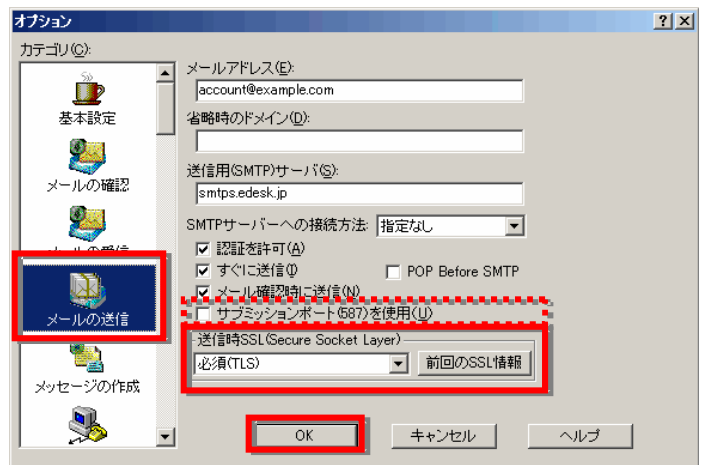 オプション
カテゴリ(C):
基本設定
メールの確認
メールの受信
メールの送信
メッセージの作成
メールアドレス(E):
account@example.com
省略時のドメイン(D):
送信用(SMTP)サーバ(S):
smtps.edesk.jp
SMTPサーバーへの接続方法: 指定なし
認証を許可(A)
すぐに送信(I) POP Before SMTP
メール確認時に送信(N)
サブミッションポート(587)を使用(U)
送信時SSL(Secure Socket Layer)
必須(TLS) 前回のSSL情報
OK キャンセル ヘルプ